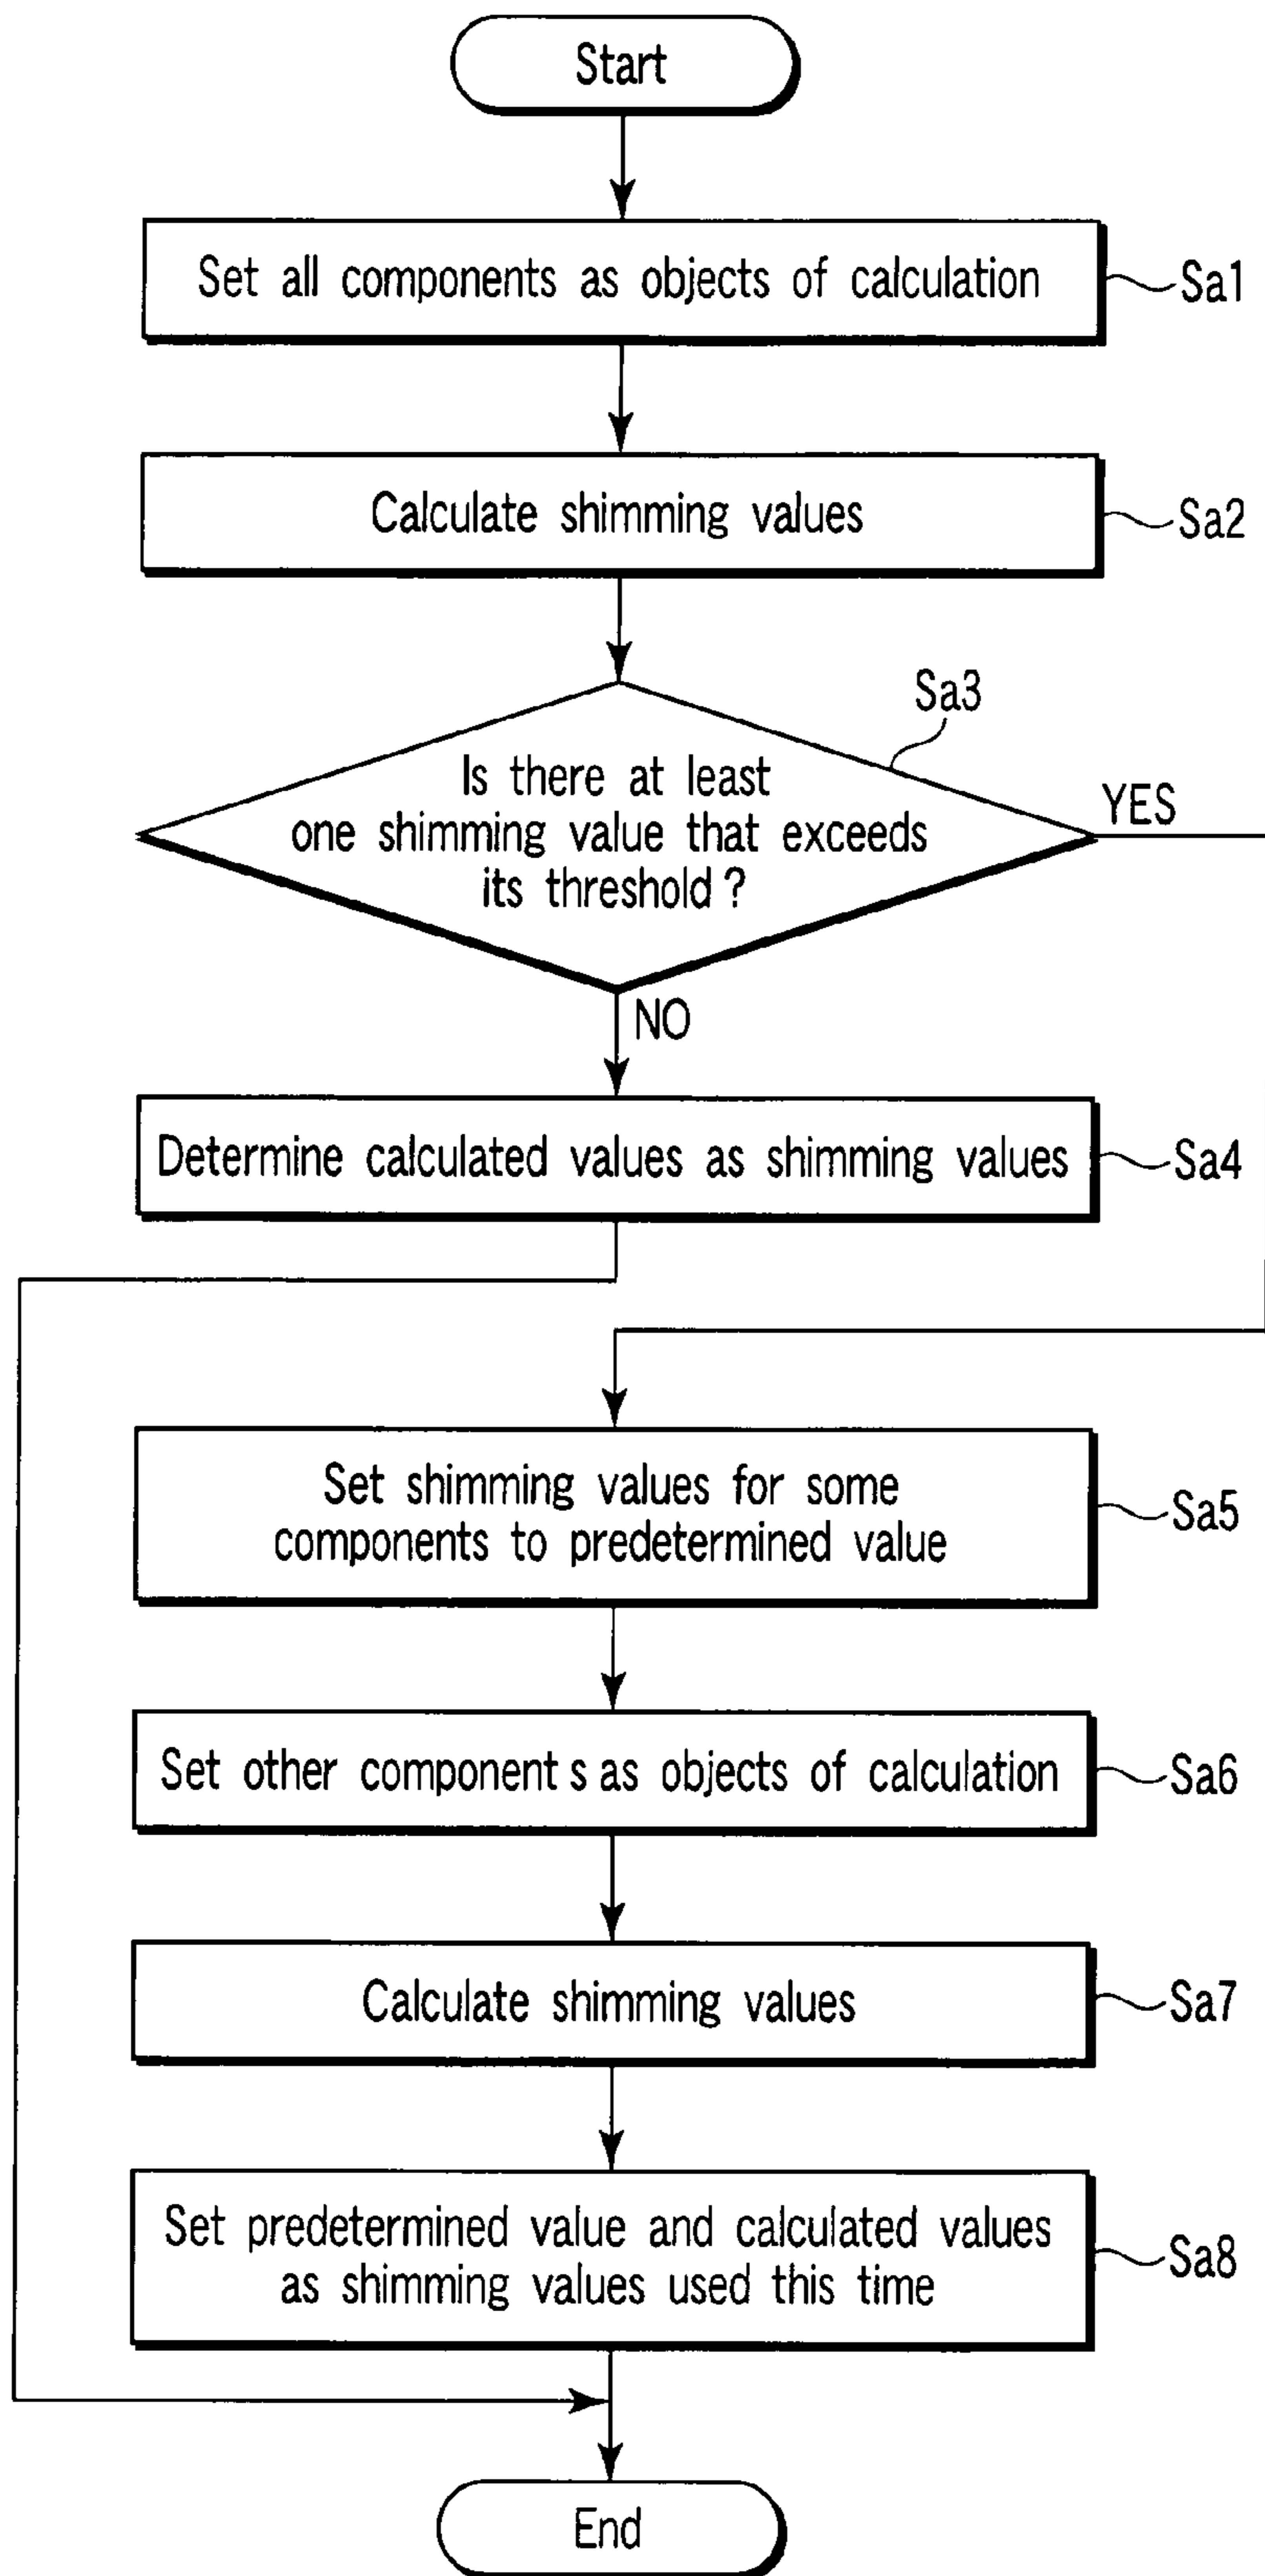 Start
Set all components as objects of calculation
Sa1
Calculate shimming values
Sa2
Sa3
Is there at least
one shimming value that exceeds
its threshold?
YES
NO
Determine calculated values as shimming values
Sa4
Set shimming values for some
components to predetermined value
Sa5
Set other components as objects of calculation
Sa6
Calculate shimming values
Sa7
Set predetermined value and calculated values
as shimming values used this time
Sa8
End